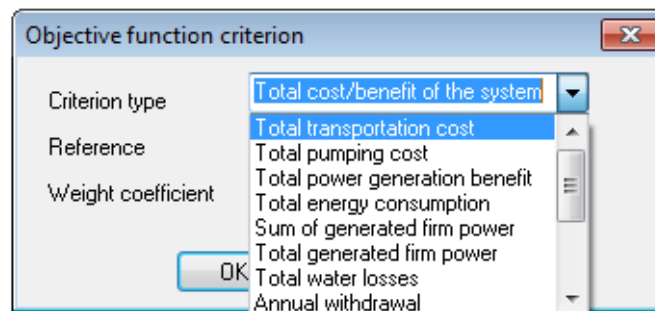 Objective function criterion
Criterion type
Total cost/benefit of the system
Total transportation cost
Reference
Total pumping cost
Total power generation benefit
Weight coefficient
Total energy consumption
Sum of generated firm power
Total generated firm power
OK
Total water losses
Annual withdrawal